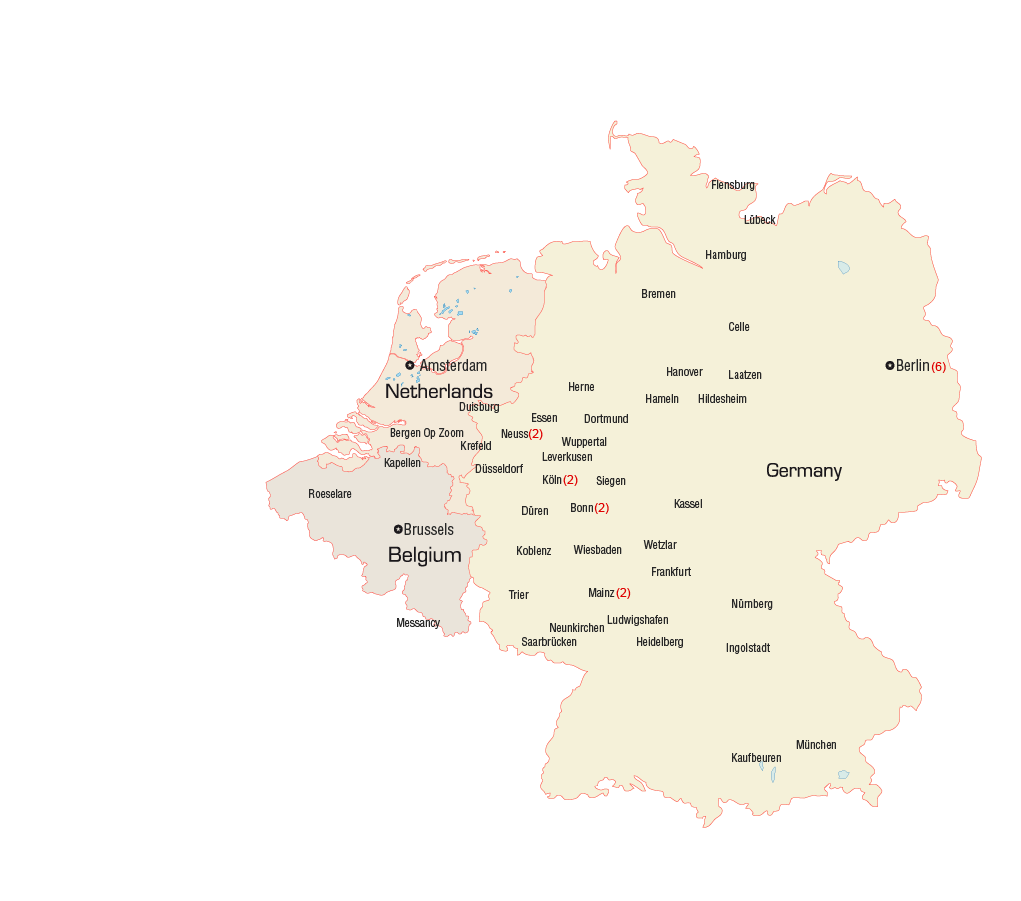 Flensburg
Lübeck
Hamburg
Bremen
Celle
Amsterdam
Berlin (6)
Hanover
Laatzen
Netherlands
Herne
Hameln
Hildesheim
Duisburg
Essen
Dortmund
Bergen Op Zoom
Neuss(2)
Krefeld
Wuppertal
Kapellen
Leverkusen
Düsseldorf
Germany
Köln(2)
Siegen
Roeselare
Düren
Bonn(2)
Kassel
Brussels
Belgium
Koblenz
Wiesbaden
Wetzlar
Frankfurt
Trier
Mainz(2)
Nürnberg
Messancy
Neunkirchen
Ludwigshafen
Saarbrücken
Heidelberg
Ingolstadt
München
Kaufbeuren